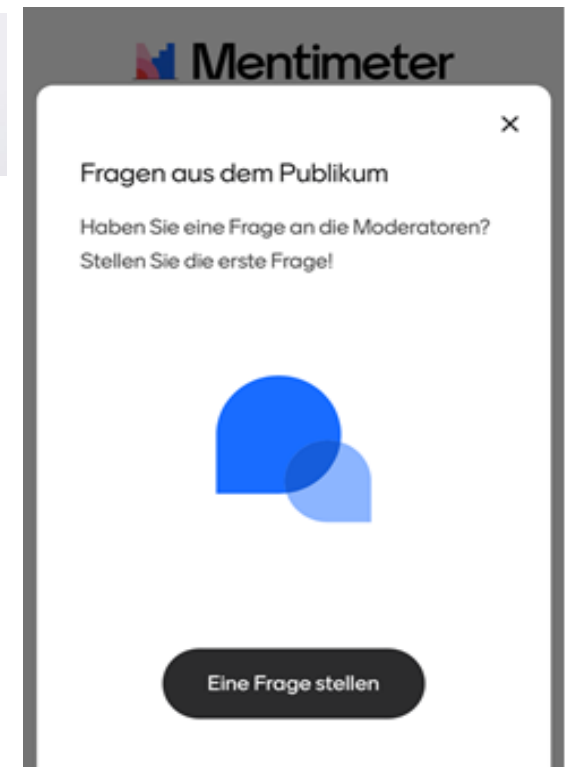 Mentimeter
Fragen aus dem Publikum
Haben Sie eine Frage an die Moderatoren?
Stellen Sie die erste Frage!
Eine Frage stellen